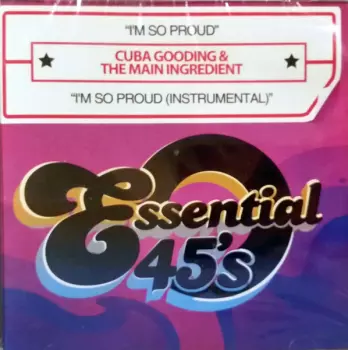 "I'M SO PROUD"
CUBA GOODING &
THE MAIN INGREDIENT
"I'M SO PROUD (INSTRUMENTAL)"
Essential
45's